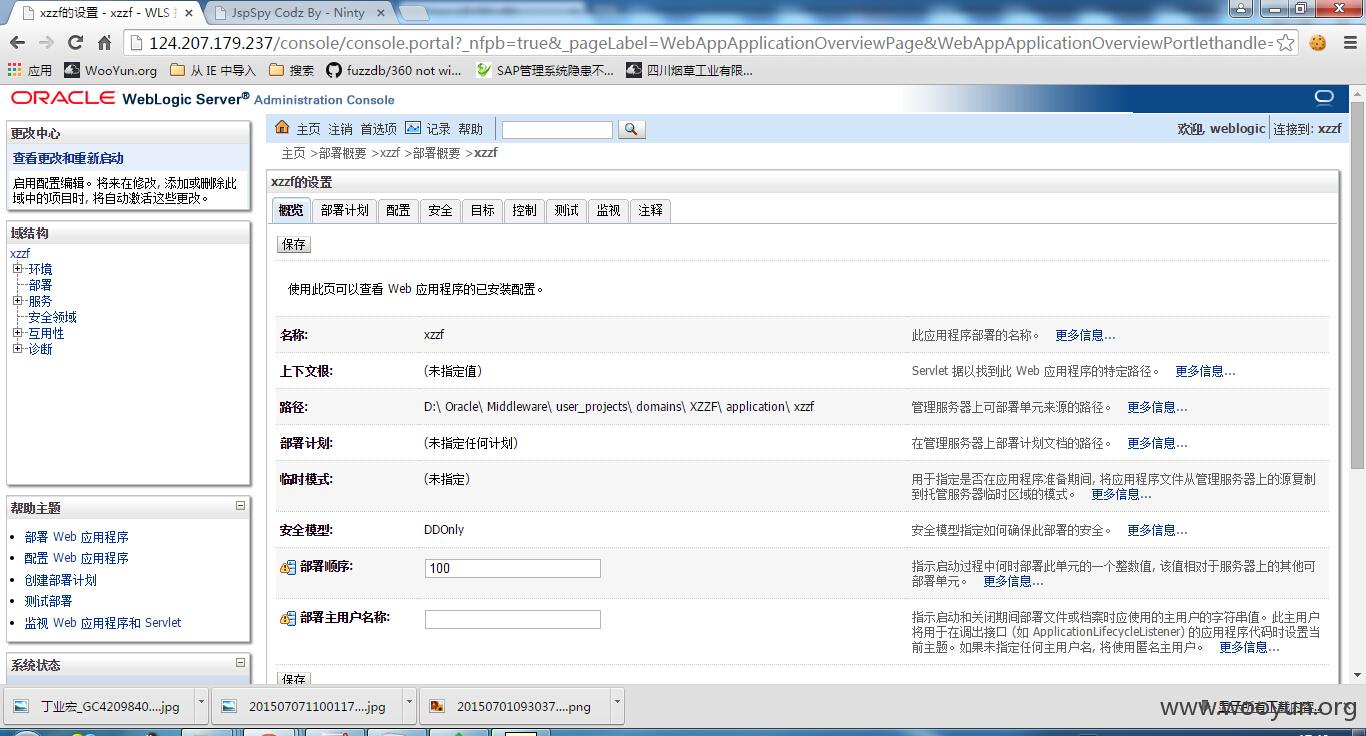 xzzf的设置 - xzzf - WLS
JspSpy Codz By - Ninty
124.207.179.237/console/console.portal?_nfpb=true&_pageLabel=WebAppApplicationOverviewPage&WebAppApplicationOverviewPortlethandle=
应用 WooYun.org 从 IE 中导入 搜索 fuzzdb/360 not wi... SAP管理系统隐患不... 四川烟草工业有限...
ORACLE WebLogic Server® Administration Console
更改中心
查看更改和重新启动
启用配置编辑。将来在修改, 添加或删除此
域中的项目时, 将自动激活这些更改。
域结构
xzzf
环境
部署
服务
安全领域
互用性
诊断
帮助主题
部署 Web 应用程序
配置 Web 应用程序
创建部署计划
测试部署
监视 Web 应用程序和 Servlet
系统状态
主页 注销 首选项 记录 帮助
欢迎, weblogic 连接到: xzzf
主页 >部署概要 >xzzf >部署概要 >xzzf
xzzf的设置
概览 部署计划 配置 安全 目标 控制 测试 监视 注释
保存
使用此页可以查看 Web 应用程序的已安装配置。
名称: xzzf 此应用程序部署的名称。 更多信息...
上下文根: (未指定值) Servlet 据以找到此 Web 应用程序的特定路径。 更多信息...
路径: D:\ Oracle\ Middleware\ user_projects\ domains\ XZZF\ application\ xzzf 管理服务器上可部署单元来源的路径。 更多信息...
部署计划: (未指定任何计划) 在管理服务器上部署计划文档的路径。 更多信息...
临时模式: (未指定) 用于指定是否在应用程序准备期间, 将应用程序文件从管理服务器上的源复制
到托管服务器临时区域的模式。 更多信息...
安全模型: DDOnly 安全模型指定如何确保此部署的安全。 更多信息...
部署顺序: 100 指示启动过程中何时部署此单元的一个整数值, 该值相对于服务器上的其他可
部署单元。 更多信息...
部署主用户名称: 指示启动和关闭期间部署文件或档案时应使用的主用户的字符串值。此主用户
将用于在调出接口 (如 ApplicationLifecycleListener) 的应用程序代码时设置当
前主题。如果未指定任何主用户名, 将使用匿名主用户。 更多信息...
保存
丁业宏_GC4209840....jpg 201507071100117....jpg 20150701093037....png
www.wooyun.org